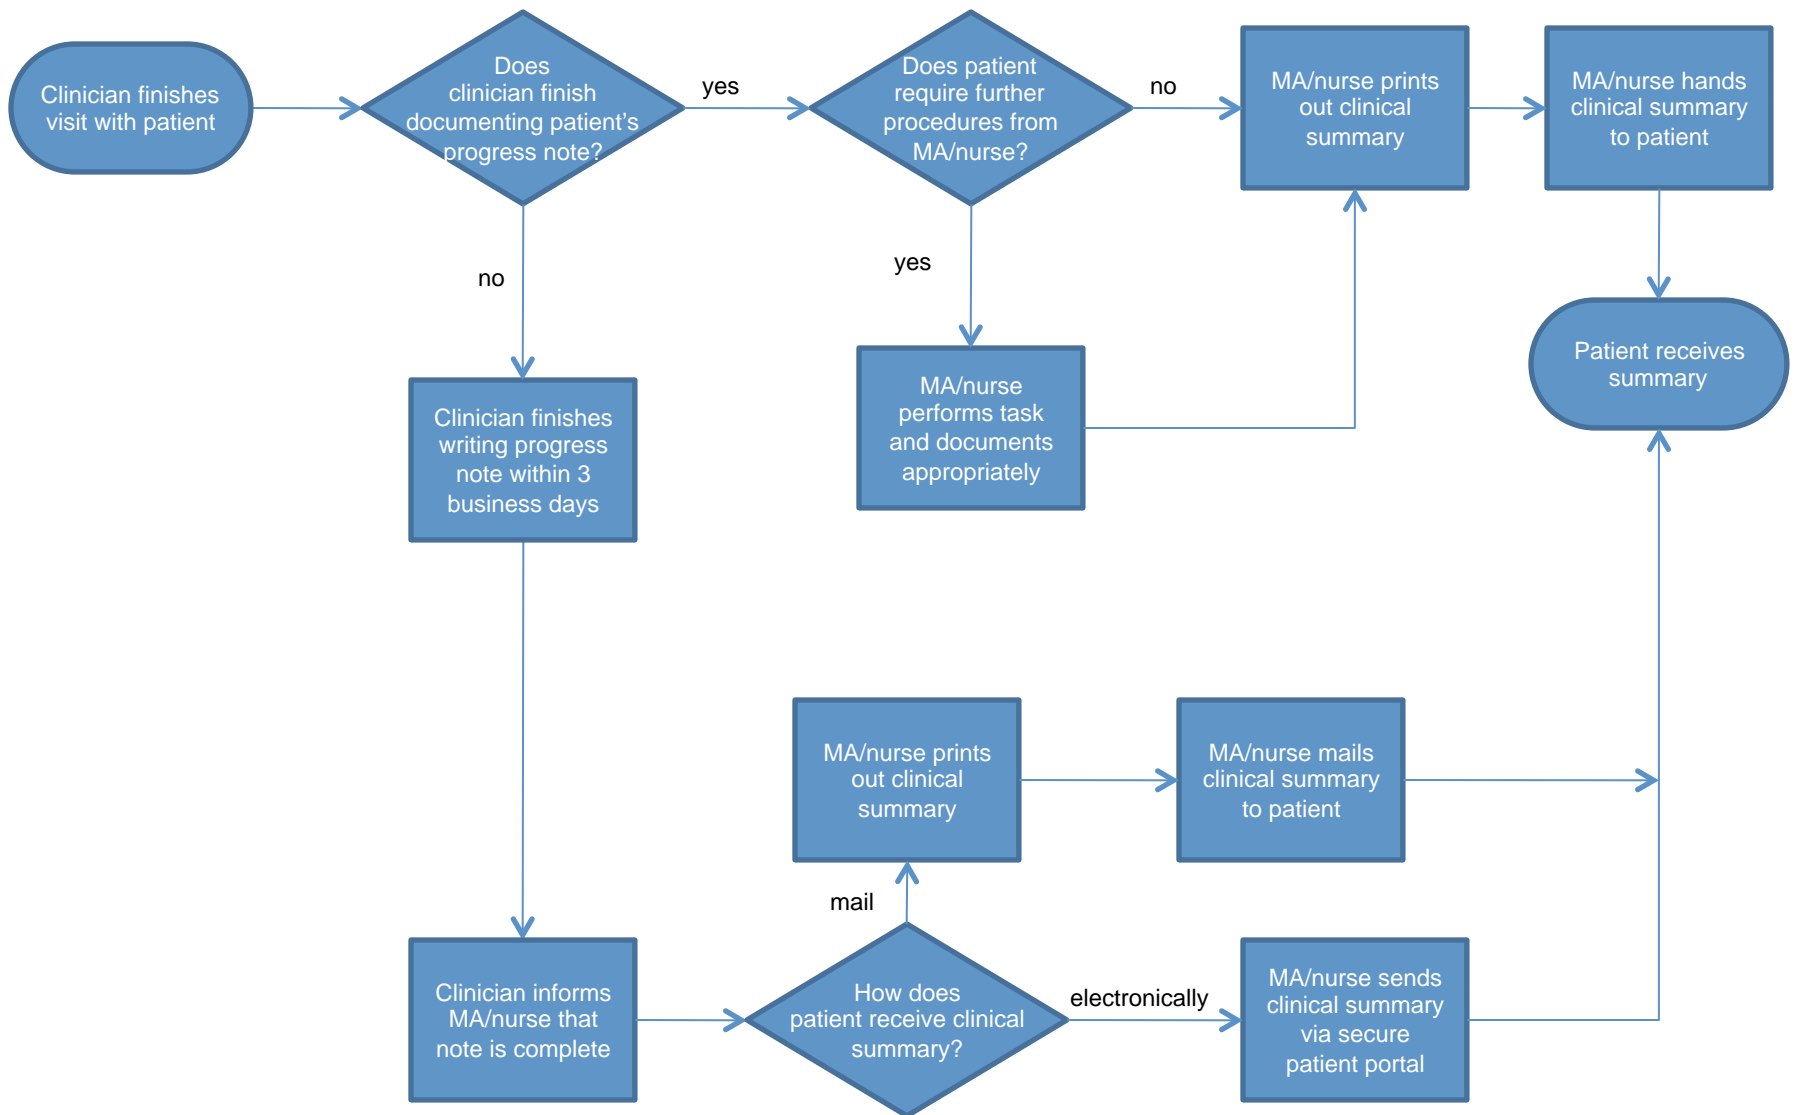 Clinician finishes
visit with patient
Does
clinician finish
documenting patient’s
progress note?
yes
Does patient
require further
procedures from
MA/nurse?
no
MA/nurse prints
out clinical
summary
MA/nurse hands
clinical summary
to patient
no
yes
Patient receives
summary
MA/nurse
performs task
and documents
appropriately
Clinician finishes
writing progress
note within 3
business days
MA/nurse prints
out clinical
summary
MA/nurse mails
clinical summary
to patient
mail
Clinician informs
MA/nurse that
note is complete
How does
patient receive clinical
summary?
electronically
MA/nurse sends
clinical summary
via secure
patient portal